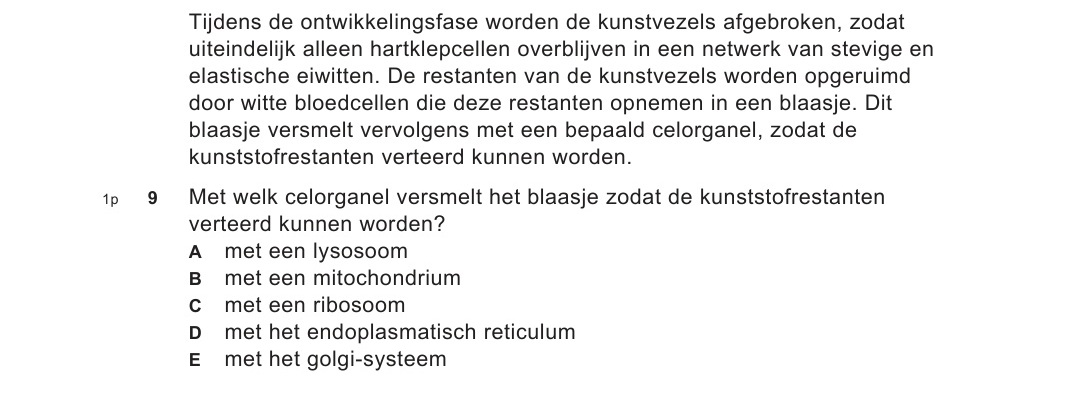 Tijdens de ontwikkelingsfase worden de kunstvezels afgebroken, zodat
uiteindelijk alleen hartklepcellen overblijven in een netwerk van stevige en
elastische eiwitten. De restanten van de kunstvezels worden opgeruimd
door witte bloedcellen die deze restanten opnemen in een blaasje. Dit
blaasje versmelt vervolgens met een bepaald celorganel, zodat de
kunststofrestanten verteerd kunnen worden.
1p 9 Met welk celorganel versmelt het blaasje zodat de kunststofrestanten
verteerd kunnen worden?
A met een lysosoom
B met een mitochondrium
C met een ribosoom
D met het endoplasmatisch reticulum
E met het golgi-systeem